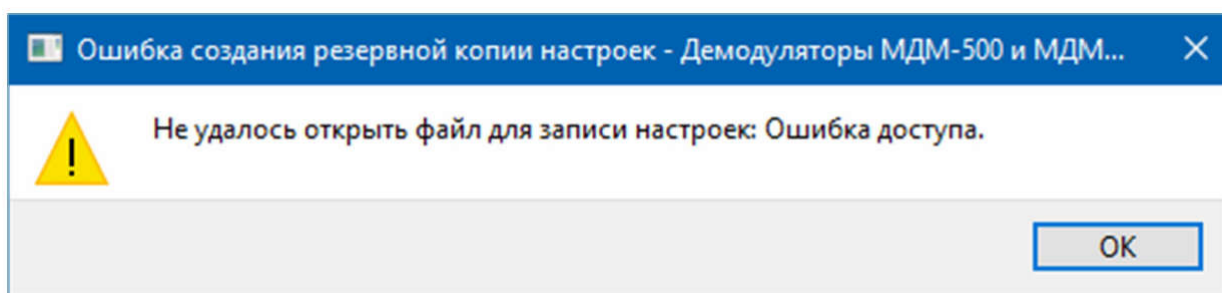 Ошибка создания резервной копии настроек - Демодуляторы МДМ-500 и МДМ...
Не удалось открыть файл для записи настроек: Ошибка доступа.
OK